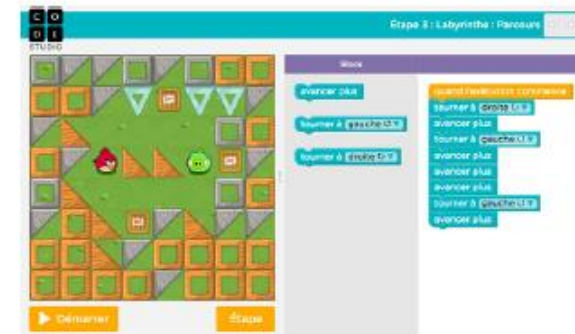 C O
D E
STUDIO
Étape 3 : Labyrinthe : Parcours
Blocs
avancer plus
tourner à gauche ↺ ▾
tourner à droite ↻ ▾
quand l'exécution commence
tourner à droite ↻ ▾
avancer plus
tourner à gauche ↺ ▾
avancer plus
avancer plus
avancer plus
tourner à gauche ↺ ▾
avancer plus
Démarrer
Étape